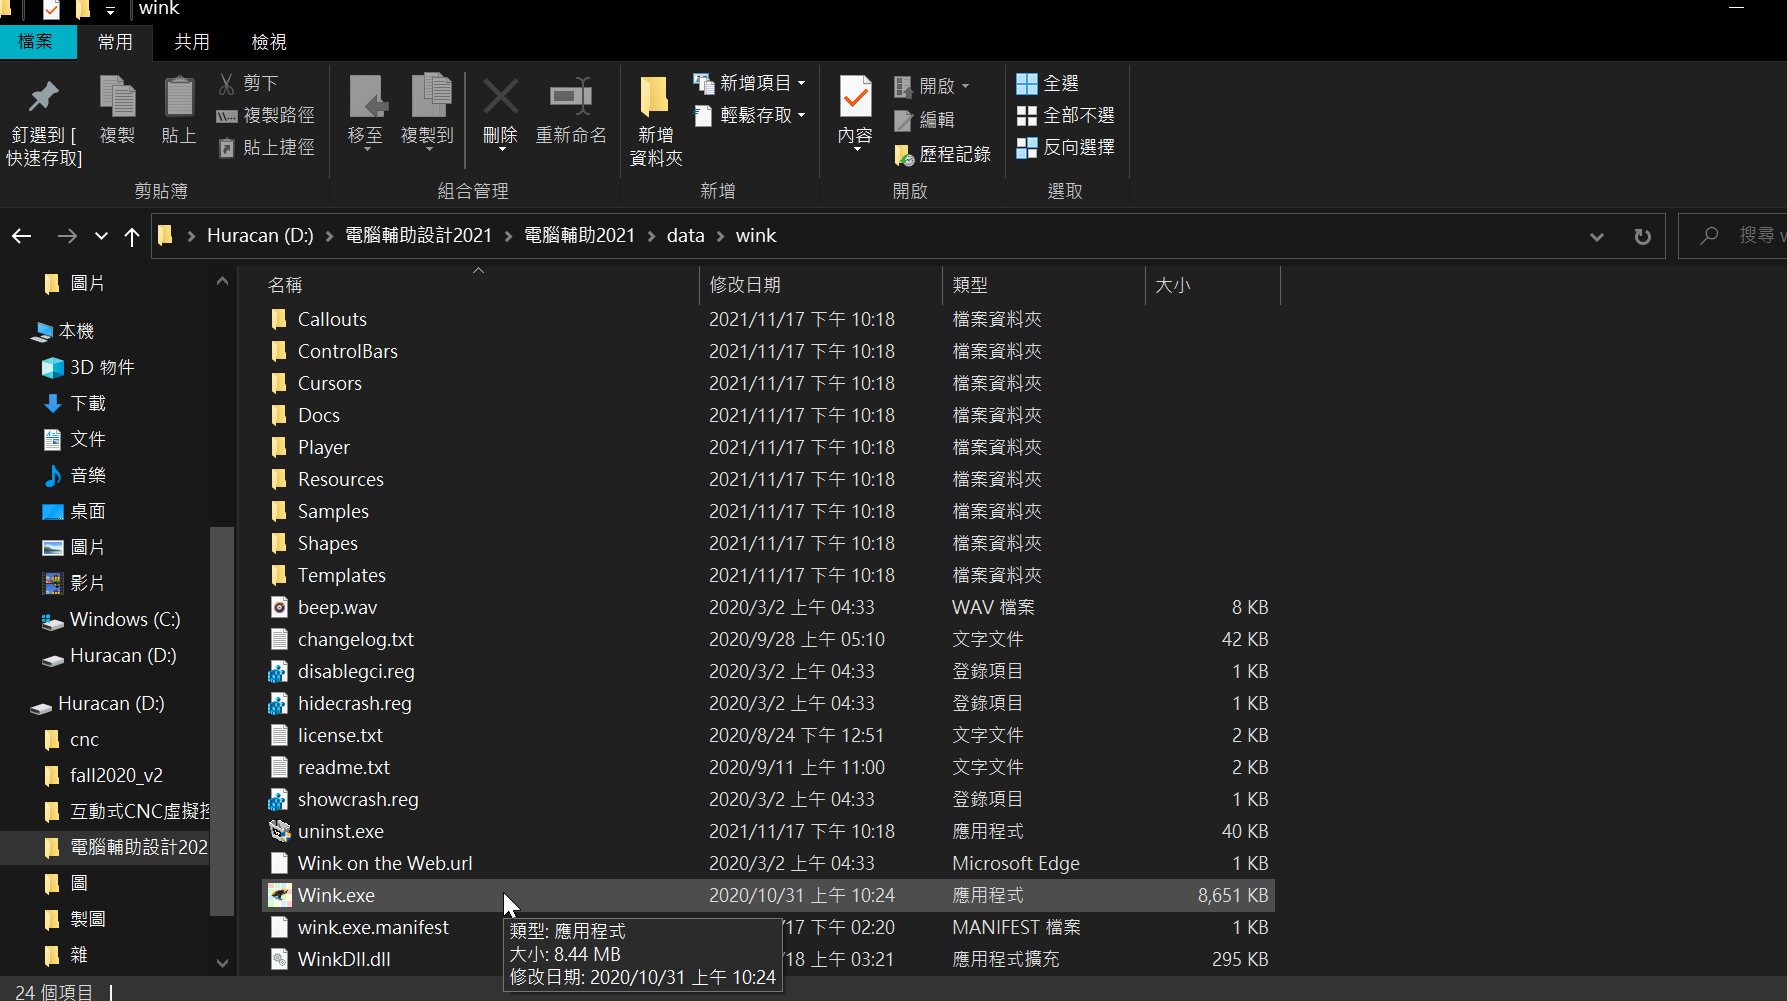 wink
檔案 常用 共用 檢視
釘選到 [
快速存取]
複製
貼上
剪下
複製路徑
貼上捷徑
剪貼簿
移至
複製到
刪除
重新命名
組合管理
新增
資料夾
新增項目
輕鬆存取
新增
內容
開啟
編輯
歷程記錄
開啟
全選
全部不選
反向選擇
選取
Huracan (D:) › 電腦輔助設計2021 › 電腦輔助2021 › data › wink
搜尋 w
圖片
本機
3D 物件
下載
文件
音樂
桌面
圖片
影片
Windows (C:)
Huracan (D:)
Huracan (D:)
cnc
fall2020_v2
互動式CNC虛擬控
電腦輔助設計202
圖
製圖
雜
名稱 修改日期 類型 大小
Callouts 2021/11/17 下午 10:18 檔案資料夾
ControlBars 2021/11/17 下午 10:18 檔案資料夾
Cursors 2021/11/17 下午 10:18 檔案資料夾
Docs 2021/11/17 下午 10:18 檔案資料夾
Player 2021/11/17 下午 10:18 檔案資料夾
Resources 2021/11/17 下午 10:18 檔案資料夾
Samples 2021/11/17 下午 10:18 檔案資料夾
Shapes 2021/11/17 下午 10:18 檔案資料夾
Templates 2021/11/17 下午 10:18 檔案資料夾
beep.wav 2020/3/2 上午 04:33 WAV 檔案 8 KB
changelog.txt 2020/9/28 上午 05:10 文字文件 42 KB
disablegci.reg 2020/3/2 上午 04:33 登錄項目 1 KB
hidecrash.reg 2020/3/2 上午 04:33 登錄項目 1 KB
license.txt 2020/8/24 下午 12:51 文字文件 2 KB
readme.txt 2020/9/11 上午 11:00 文字文件 2 KB
showcrash.reg 2020/3/2 上午 04:33 登錄項目 1 KB
uninst.exe 2021/11/17 下午 10:18 應用程式 40 KB
Wink on the Web.url 2020/3/2 上午 04:33 Microsoft Edge 1 KB
Wink.exe 2020/10/31 上午 10:24 應用程式 8,651 KB
wink.exe.manifest /17 下午 02:20 MANIFEST 檔案 1 KB
WinkDll.dll /18 上午 03:21 應用程式擴充 295 KB
類型: 應用程式
大小: 8.44 MB
修改日期: 2020/10/31 上午 10:24
24 個項目